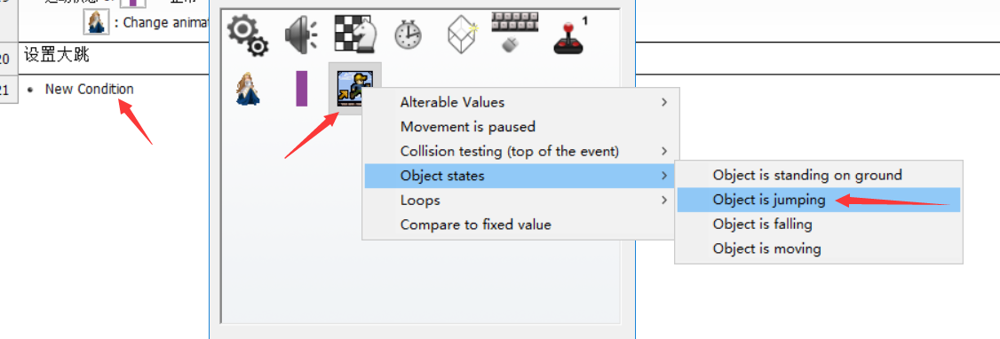 : Change anima
20 设置大跳
21 • New Condition
1
Alterable Values
Movement is paused
Collision testing (top of the event)
Object states
Loops
Compare to fixed value
Object is standing on ground
Object is jumping
Object is falling
Object is moving